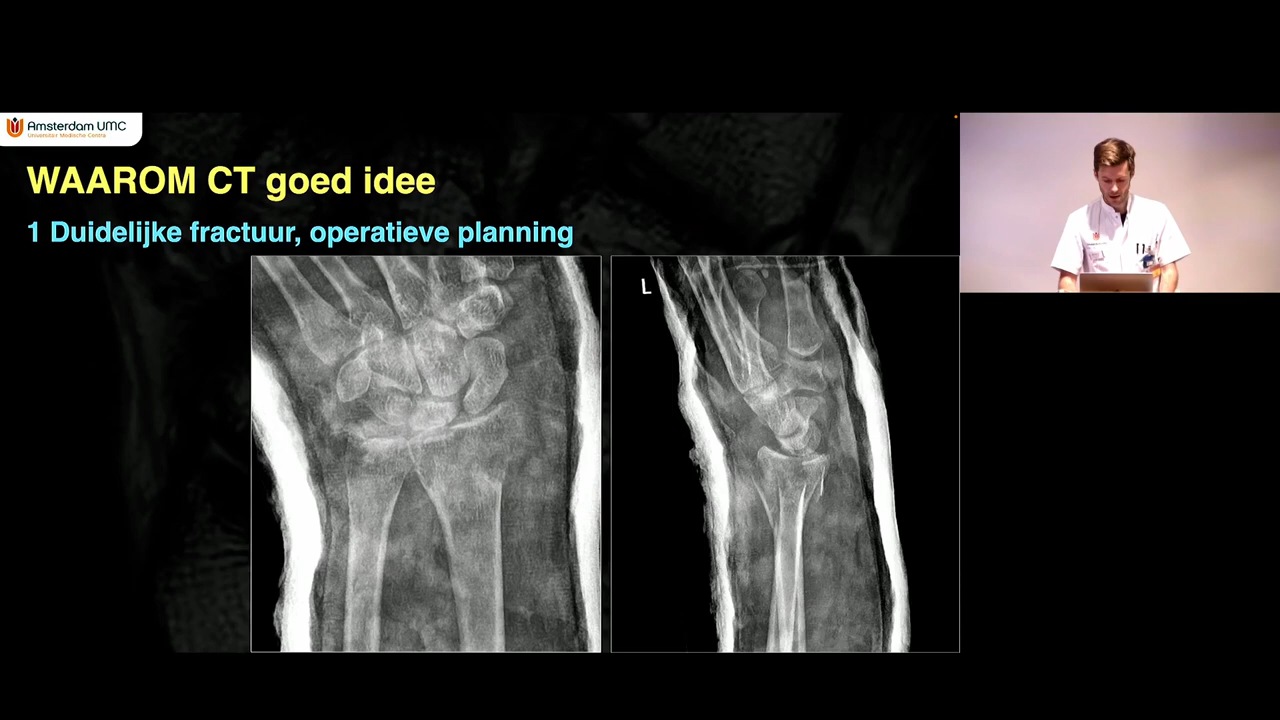 Amsterdam UMC
Universitair Medische Centra
WAAROM CT goed idee
1 Duidelijke fractuur, operatieve planning
L